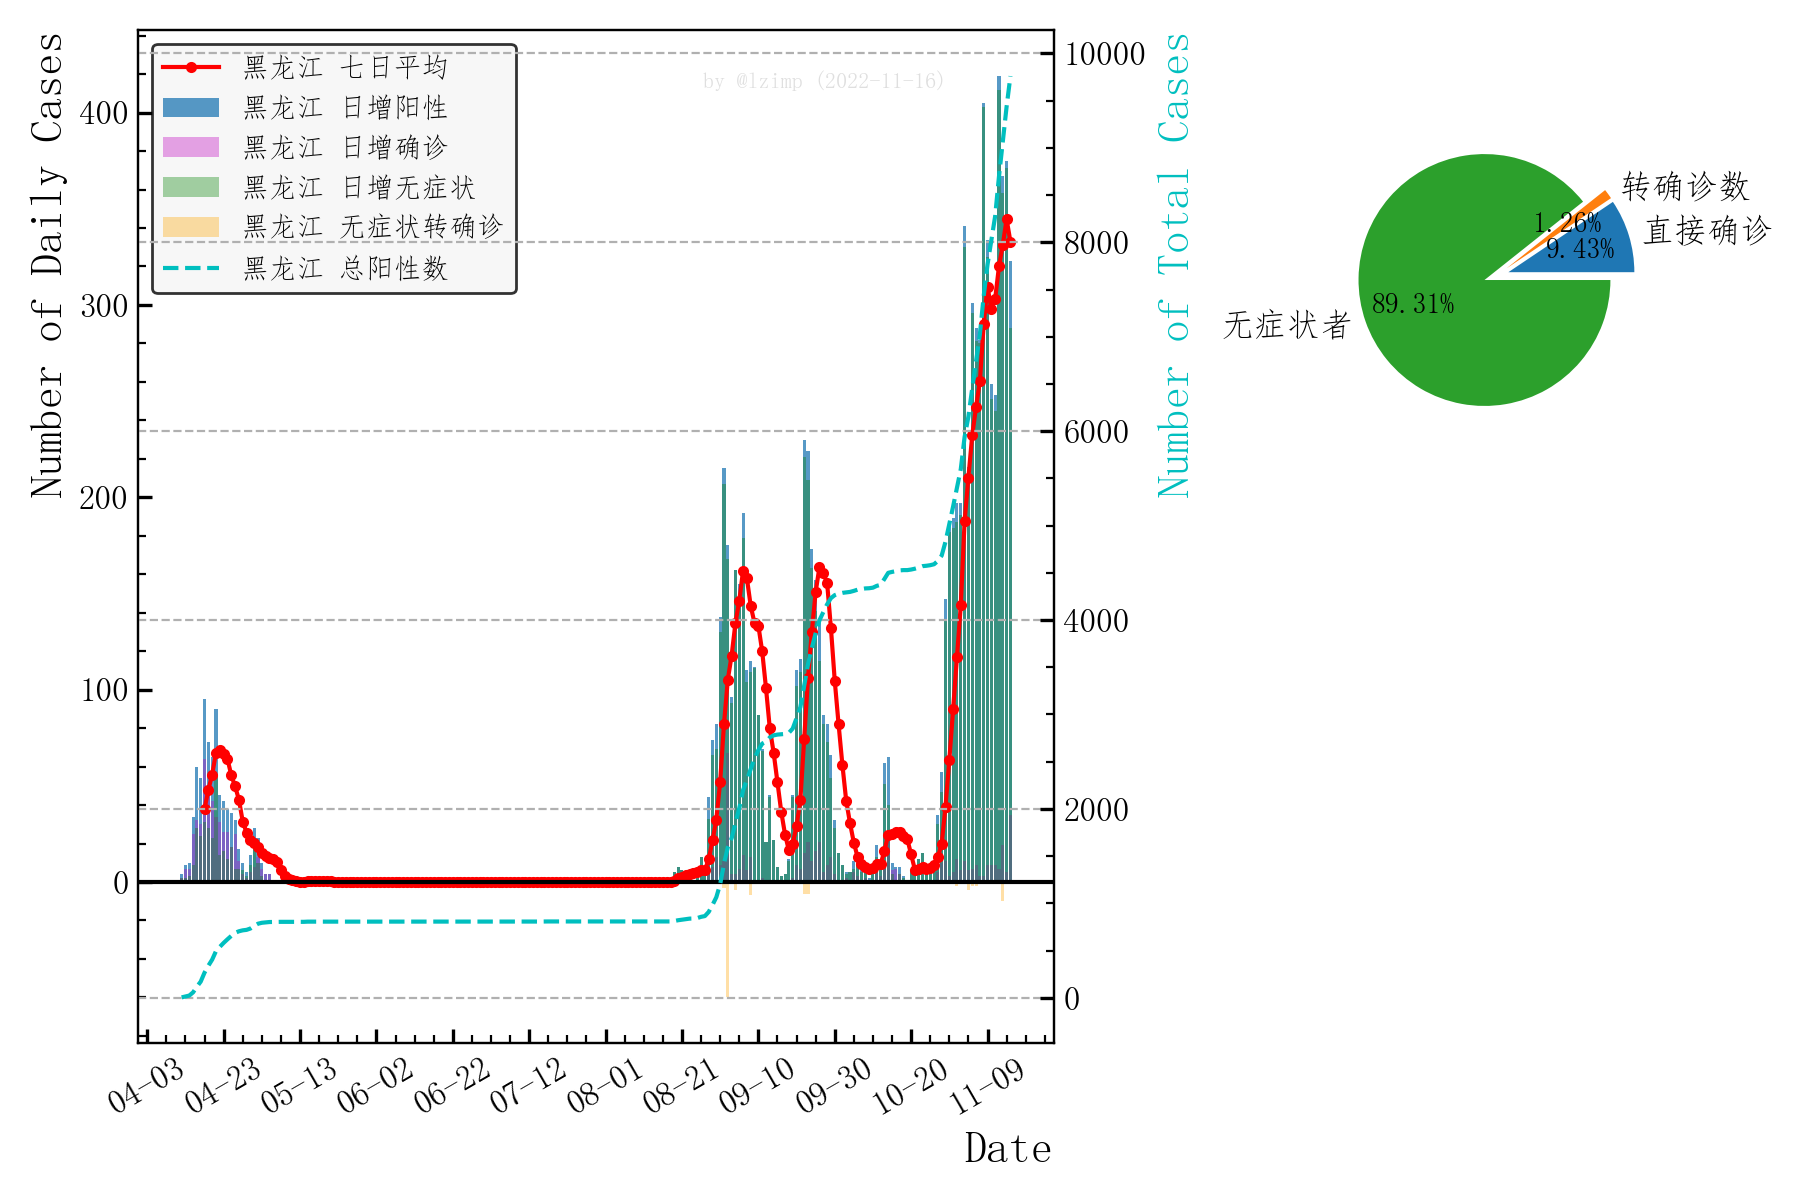 黑龙江 七日平均
黑龙江 日增阳性
黑龙江 日增确诊
黑龙江 日增无症状
黑龙江 无症状转确诊
黑龙江 总阳性数
by @lzimp (2022-11-16)
Number of Daily Cases
400
300
200
100
0
10000
8000
6000
4000
2000
0
Number of Total Cases
04-03
04-23
05-13
06-02
06-22
07-12
08-01
08-21
09-10
09-30
10-20
11-09
Date
转确诊数
1.26%
直接确诊
9.43%
无症状者
89.31%